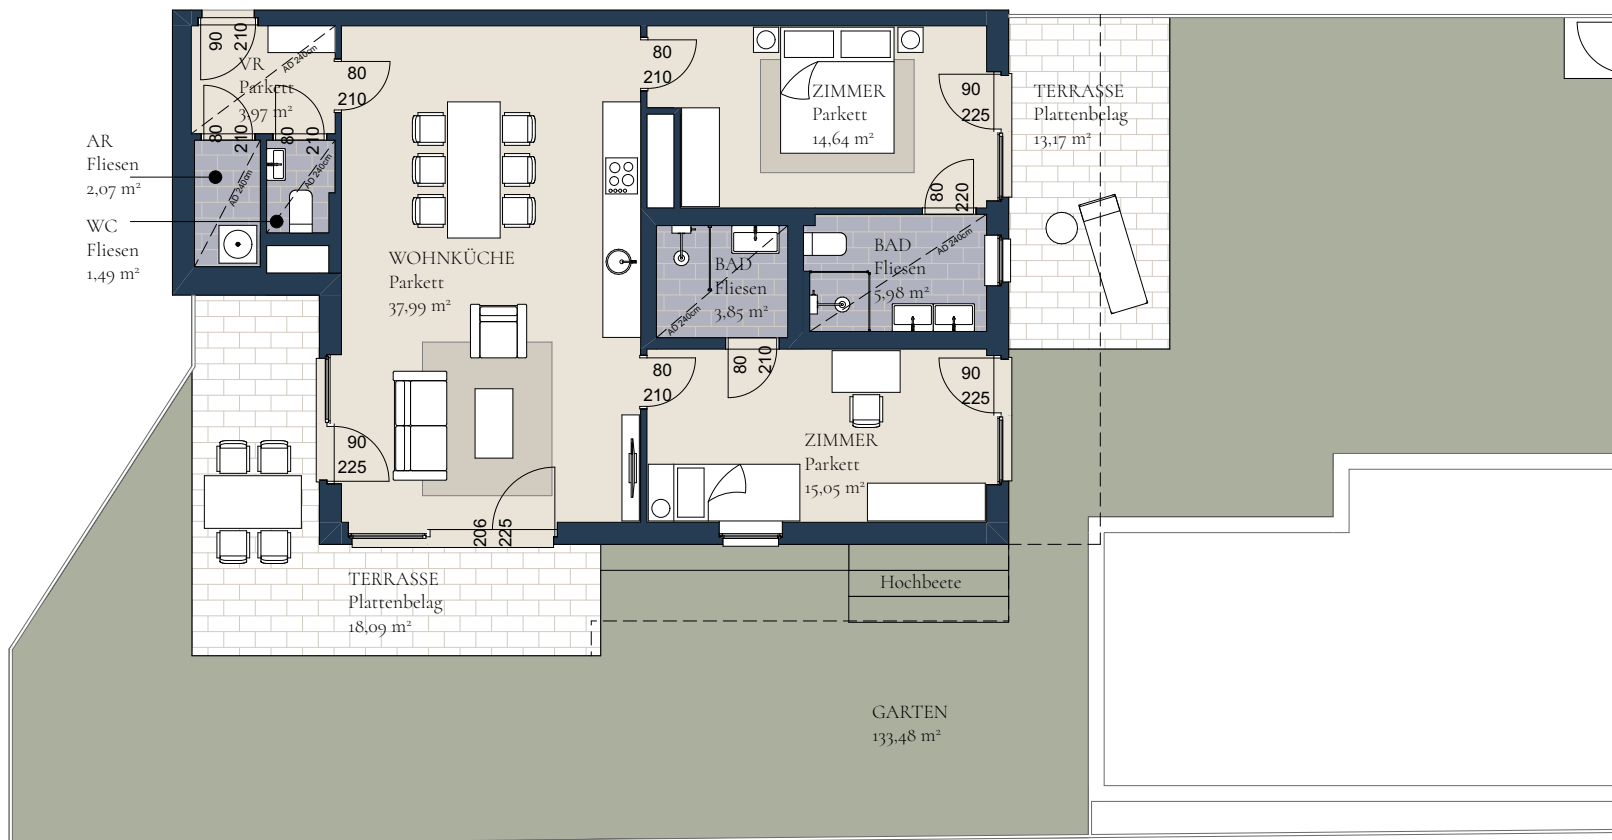 90
210
VR
Parkett
3,97 m²
AD 240cm
80
210
80
210
80
210
AR
Fliesen
2,07 m²
AD 240cm
WC
Fliesen
1,49 m²
AD 240cm
WOHNKÜCHE
Parkett
37,99 m²
80
210
ZIMMER
Parkett
14,64 m²
90
225
80
220
TERRASSE
Plattenbelag
13,17 m²
BAD
Fliesen
3,85 m²
AD 240cm
BAD
Fliesen
5,98 m²
AD 240cm
80
210
80
210
90
225
ZIMMER
Parkett
15,05 m²
90
225
206
225
TERRASSE
Plattenbelag
18,09 m²
Hochbeete
GARTEN
133,48 m²